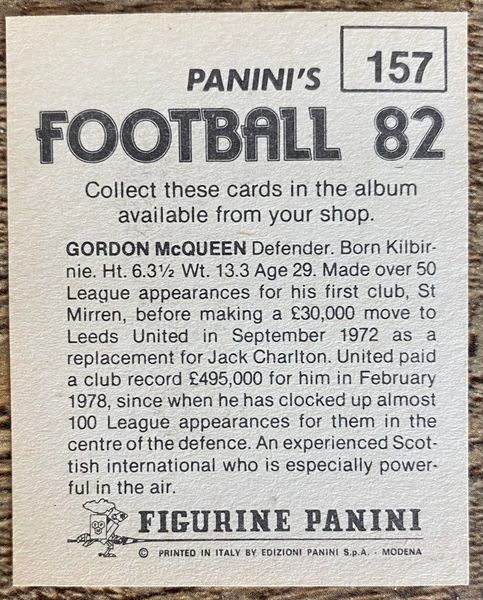 157
PANINI'S
FOOTBALL 82
Collect these cards in the album
available from your shop.
GORDON McQUEEN Defender. Born Kilbir-
nie. Ht. 6.3½ Wt. 13.3 Age 29. Made over 50
League appearances for his first club, St
Mirren, before making a £30,000 move to
Leeds United in September 1972 as a
replacement for Jack Charlton. United paid
a club record £495,000 for him in February
1978, since when he has clocked up almost
100 League appearances for them in the
centre of the defence. An experienced Scot-
tish international who is especially power-
ful in the air.
FIGURINE PANINI
© PRINTED IN ITALY BY EDIZIONI PANINI S.p.A. - MODENA